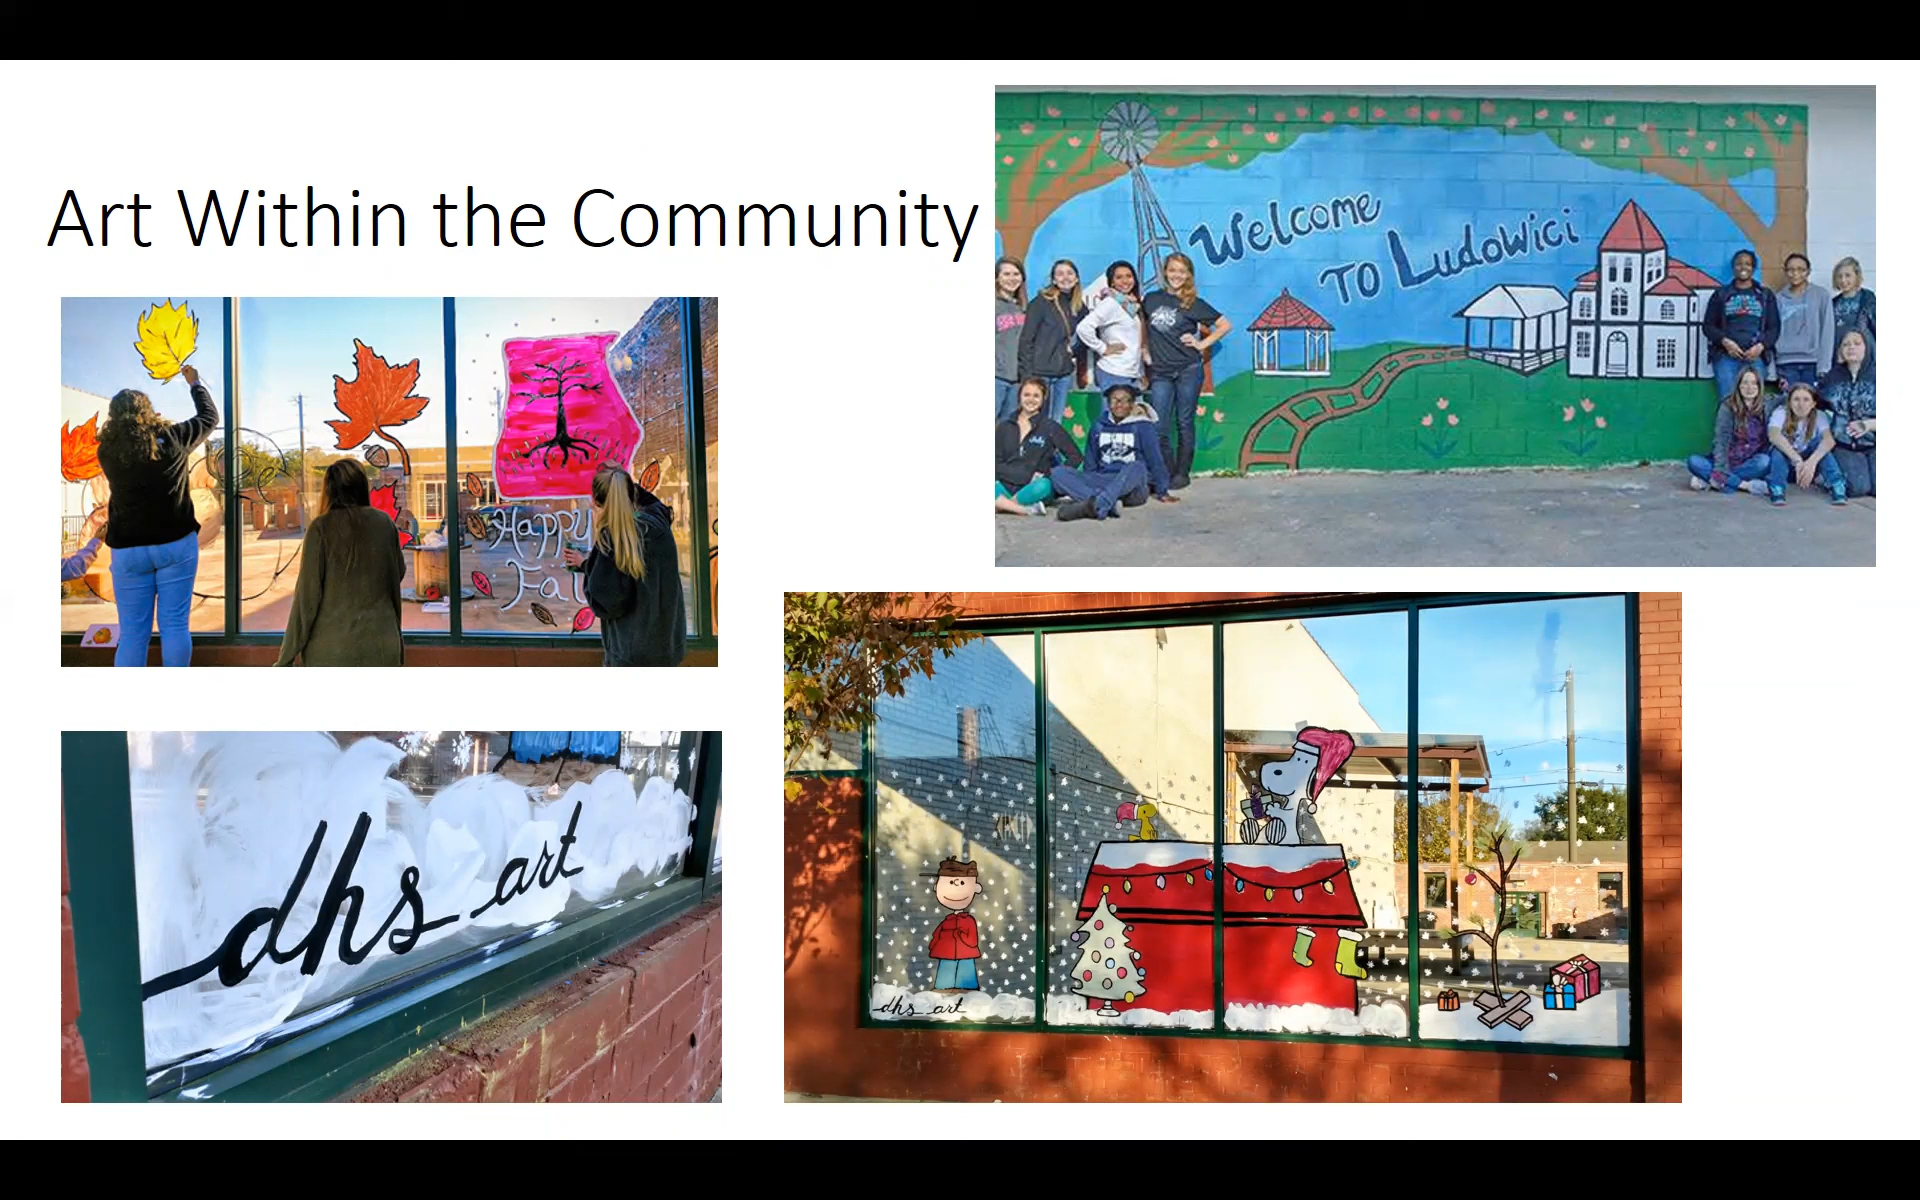 Art Within the Community
Welcome
TO Ludowici
Happy
Fal
dhs art
dhs art